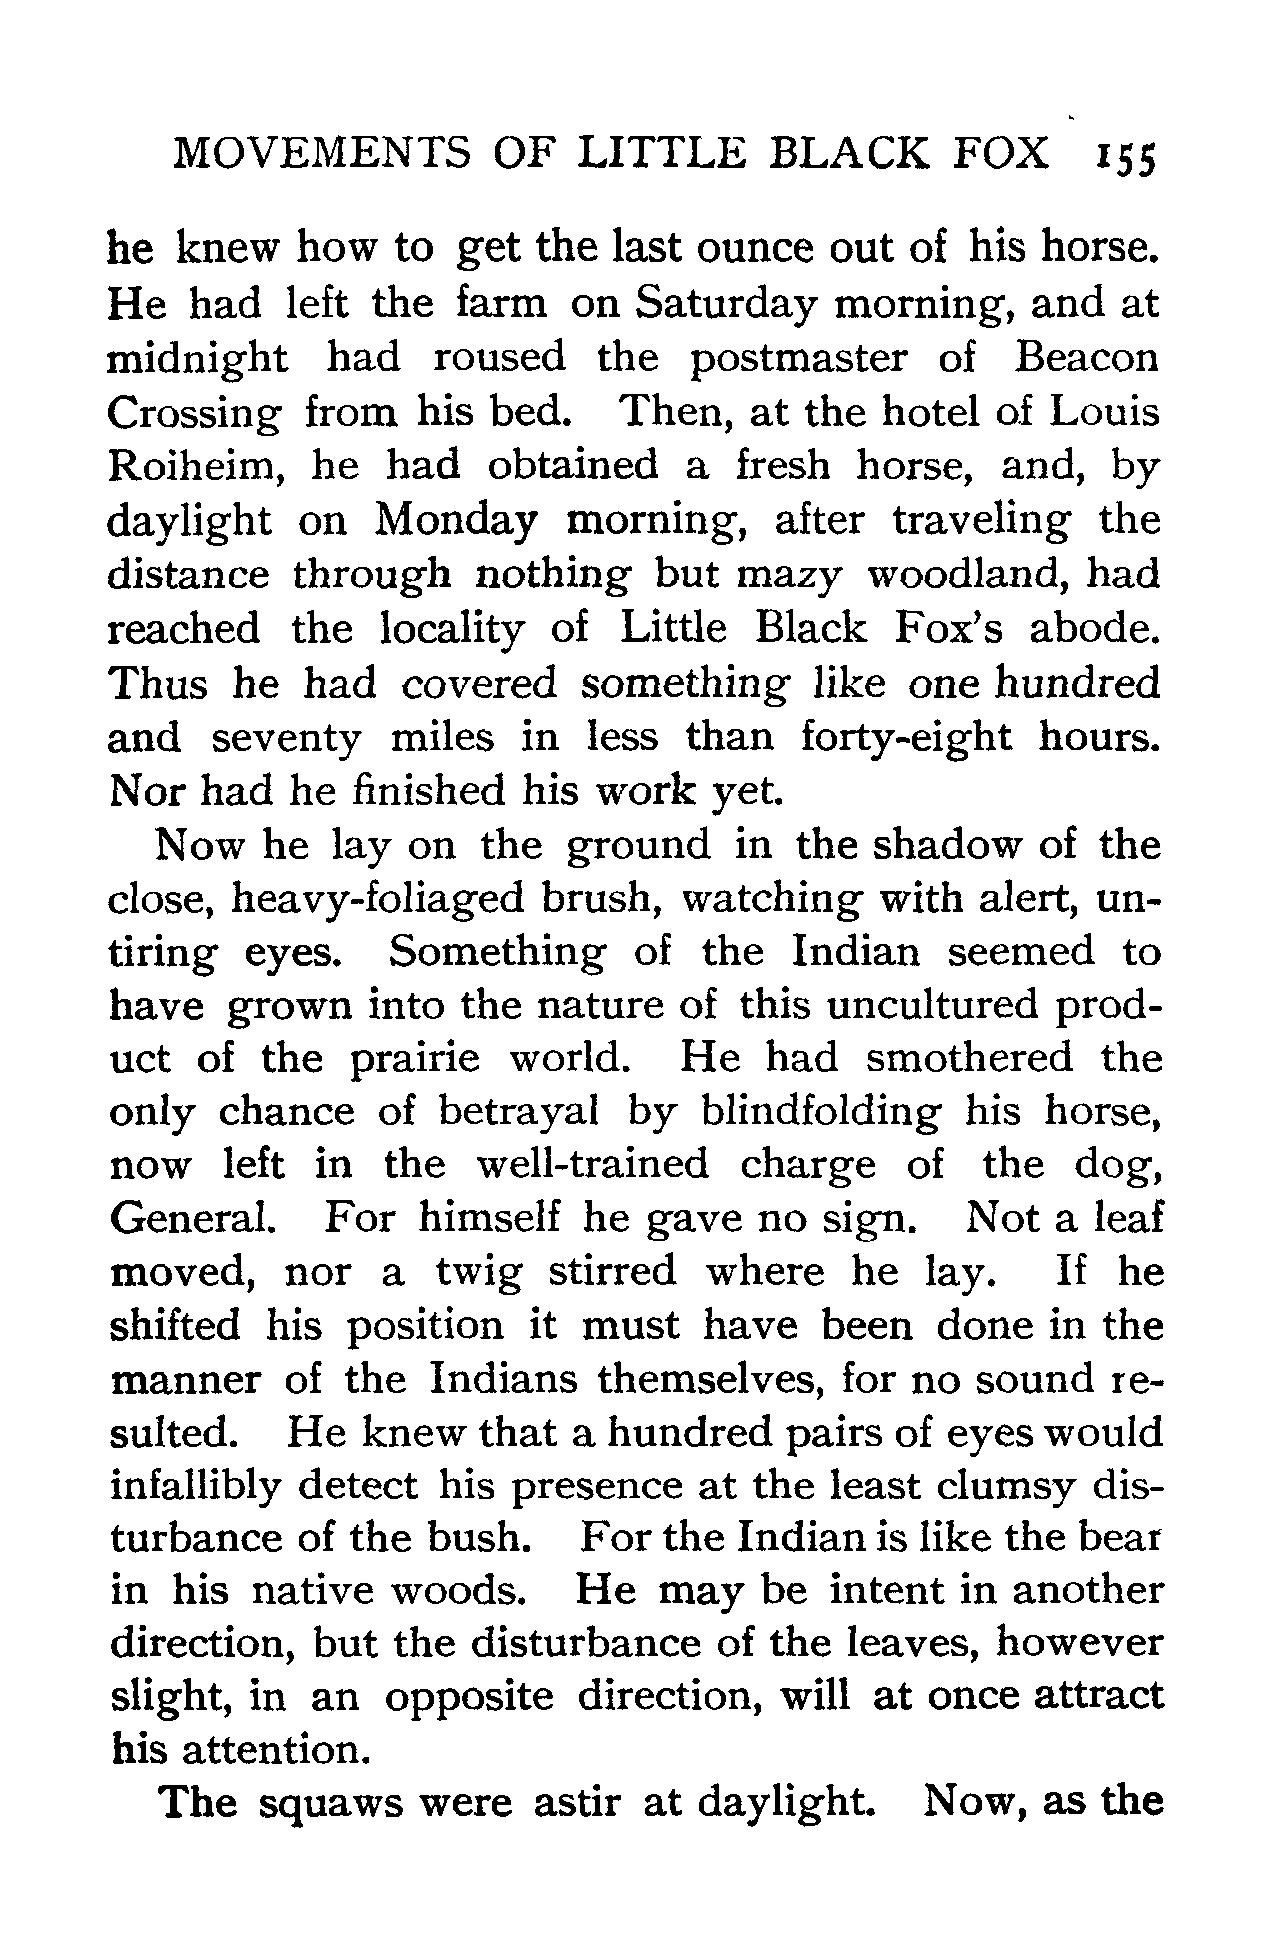 MOVEMENTS OF LITTLE BLACK FOX 155
he knew how to get the last ounce out of his horse.
He had left the farm on Saturday morning, and at
midnight had roused the postmaster of Beacon
Crossing from his bed. Then, at the hotel of Louis
Roiheim, he had obtained a fresh horse, and, by
daylight on Monday morning, after traveling the
distance through nothing but mazy woodland, had
reached the locality of Little Black Fox's abode.
Thus he had covered something like one hundred
and seventy miles in less than forty-eight hours.
Nor had he finished his work yet.
Now he lay on the ground in the shadow of the
close, heavy-foliaged brush, watching with alert, un-
tiring eyes. Something of the Indian seemed to
have grown into the nature of this uncultured prod-
uct of the prairie world. He had smothered the
only chance of betrayal by blindfolding his horse,
now left in the well-trained charge of the dog,
General. For himself he gave no sign. Not a leaf
moved, nor a twig stirred where he lay. If he
shifted his position it must have been done in the
manner of the Indians themselves, for no sound re-
sulted. He knew that a hundred pairs of eyes would
infallibly detect his presence at the least clumsy dis-
turbance of the bush. For the Indian is like the bear
in his native woods. He may be intent in another
direction, but the disturbance of the leaves, however
slight, in an opposite direction, will at once attract
his attention.
The squaws were astir at daylight. Now, as the